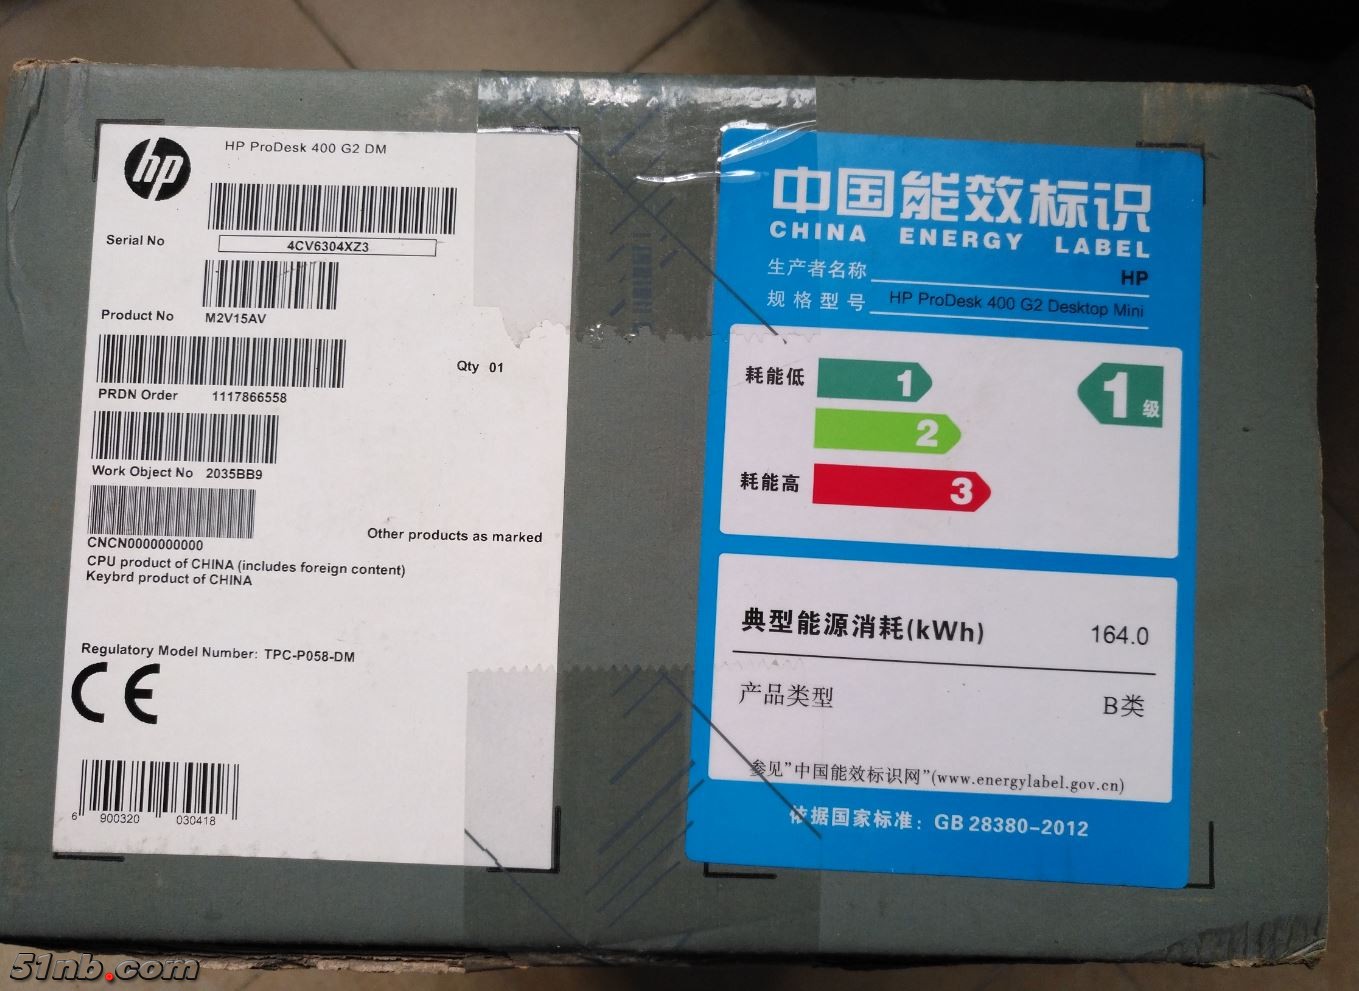 hp
HP ProDesk 400 G2 DM
Serial No
4CV6304XZ3
Product No
M2V15AV
PRDN Order
1117866558
Qty 01
Work Object No 2035BB9
CNCN0000000000
Other products as marked
CPU product of CHINA (includes foreign content)
Keybrd product of CHINA
Regulatory Model Number: TPC-P058-DM
CE
6 900320 030418
中国能效标识
CHINA ENERGY LABEL
生产者名称 HP
规格型号 HP ProDesk 400 G2 Desktop Mini
耗能低
1
2
耗能高
3
1级
典型能源消耗(kWh) 164.0
产品类型 B类
参见"中国能效标识网"(www.energylabel.gov.cn)
依据国家标准：GB 28380-2012
51nb.com